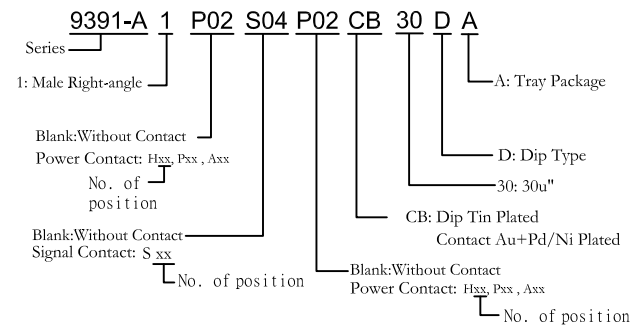 9391-A 1 P02 S04 P02 CB 30 D A
Series
1: Male Right-angle
A: Tray Package
Blank:Without Contact
Power Contact: Hxx, Pxx , Axx
No. of
position
D: Dip Type
30: 30u"
CB: Dip Tin Plated
Contact Au+Pd/Ni Plated
Blank:Without Contact
Signal Contact: S xx
No. of position
Blank:Without Contact
Power Contact: Hxx, Pxx , Axx
No. of position